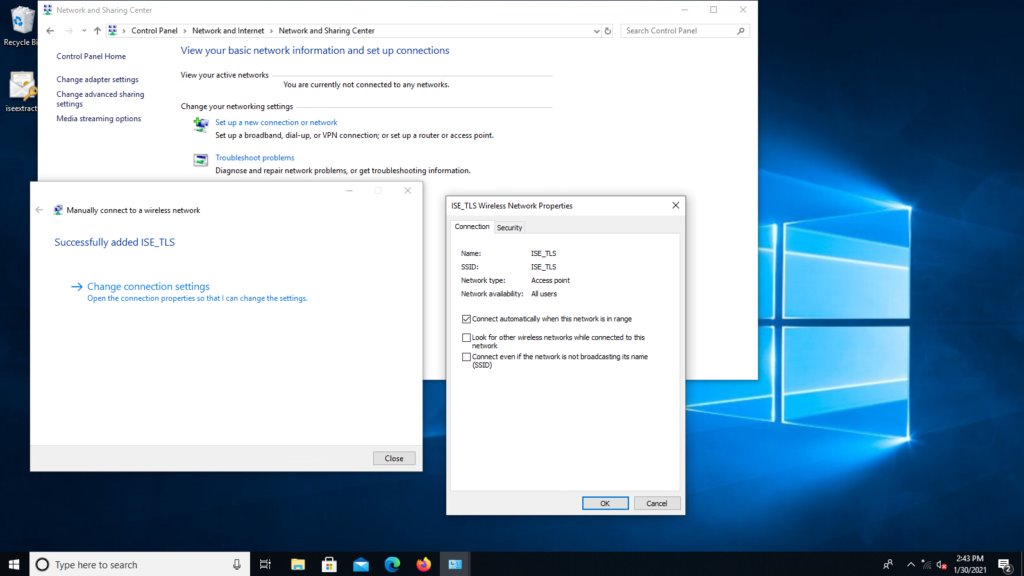 Recycle Bi
iseextract
Network and Sharing Center
Control Panel > Network and Internet > Network and Sharing Center
Search Control Panel
Control Panel Home
Change adapter settings
Change advanced sharing
settings
Media streaming options
View your basic network information and set up connections
View your active networks
You are currently not connected to any networks.
Change your networking settings
Set up a new connection or network
Set up a broadband, dial-up, or VPN connection; or set up a router or access point.
Troubleshoot problems
Diagnose and repair network problems, or get troubleshooting information.
Manually connect to a wireless network
Successfully added ISE_TLS
Change connection settings
Open the connection properties so that I can change the settings.
Close
ISE_TLS Wireless Network Properties
Connection Security
Name: ISE_TLS
SSID: ISE_TLS
Network type: Access point
Network availability: All users
Connect automatically when this network is in range
Look for other wireless networks while connected to this
network
Connect even if the network is not broadcasting its name
(SSID)
OK Cancel
Type here to search
2:43 PM
1/30/2021
2